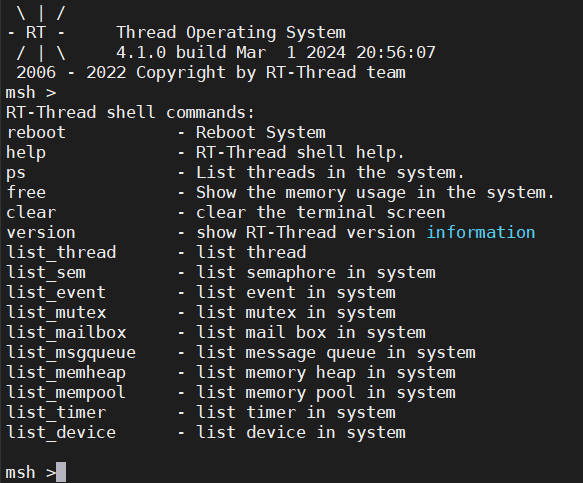 \ | /
- RT -     Thread Operating System
 / | \     4.1.0 build Mar  1 2024 20:56:07
 2006 - 2022 Copyright by RT-Thread team
msh >
RT-Thread shell commands:
reboot           - Reboot System
help             - RT-Thread shell help.
ps               - List threads in the system.
free             - Show the memory usage in the system.
clear            - clear the terminal screen
version          - show RT-Thread version information
list_thread      - list thread
list_sem         - list semaphore in system
list_event       - list event in system
list_mutex       - list mutex in system
list_mailbox     - list mail box in system
list_msgqueue    - list message queue in system
list_memheap     - list memory heap in system
list_mempool     - list memory pool in system
list_timer       - list timer in system
list_device      - list device in system
msh >